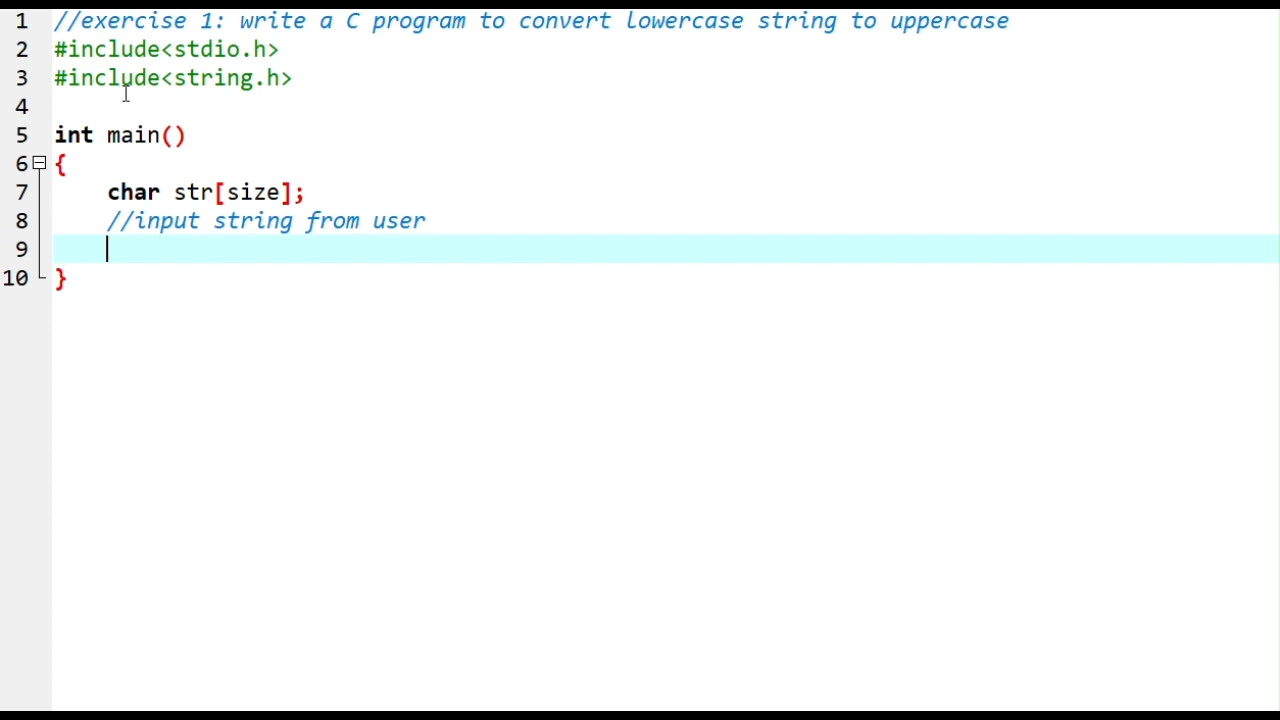 1 //exercise 1: write a C program to convert lowercase string to uppercase
2 #include<stdio.h>
3 #include<string.h>
4
5 int main()
6 {
7 char str[size];
8 //input string from user
9
10 }